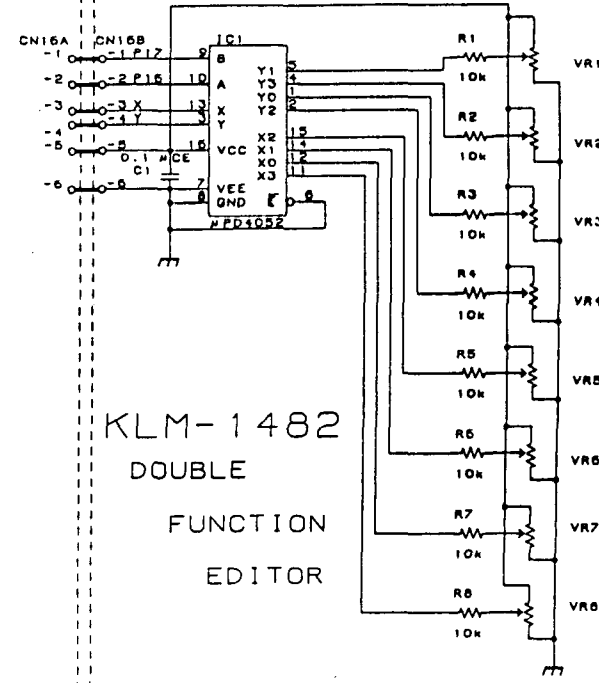 CN16A CN16B IC1
-1 -1 P17 9 B
-2 -2 P16 10 A
-3 -3 X 13 X
-4 -4 Y 3 Y
-5 -5 16 VCC
0.1 µCE
C1
-6 -6 7 VEE
8 GND
E 6
µPD4052
Y1 5
Y3 4
Y0 1
Y2 2
X2 15
X1 14
X0 12
X3 11
R1
10k
VR1
R2
10k
VR2
R3
10k
VR3
R4
10k
VR4
R5
10k
VR5
R6
10k
VR6
R7
10k
VR7
R8
10k
VR8
KLM-1482
DOUBLE
FUNCTION
EDITOR